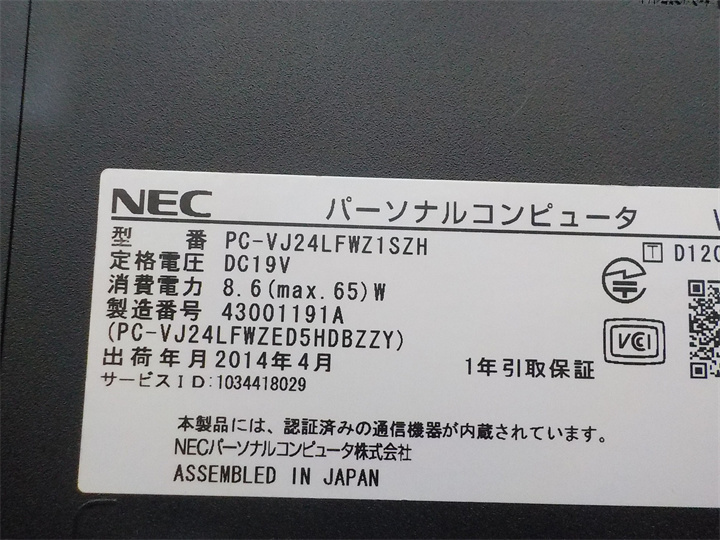 NEC パーソナルコンピュータ
型 番 PC-VJ24LFWZ1SZH
T D120
定格電圧 DC19V
消費電力 8.6(max.65)W
製造番号 43001191A
(PC-VJ24LFWZED5HDBZZY)
VCCI
出荷年月2014年4月
1年引取保証
サービスID:1034418029
本製品には、認証済みの通信機器が内蔵されています。
NECパーソナルコンピュータ株式会社
ASSEMBLED IN JAPAN